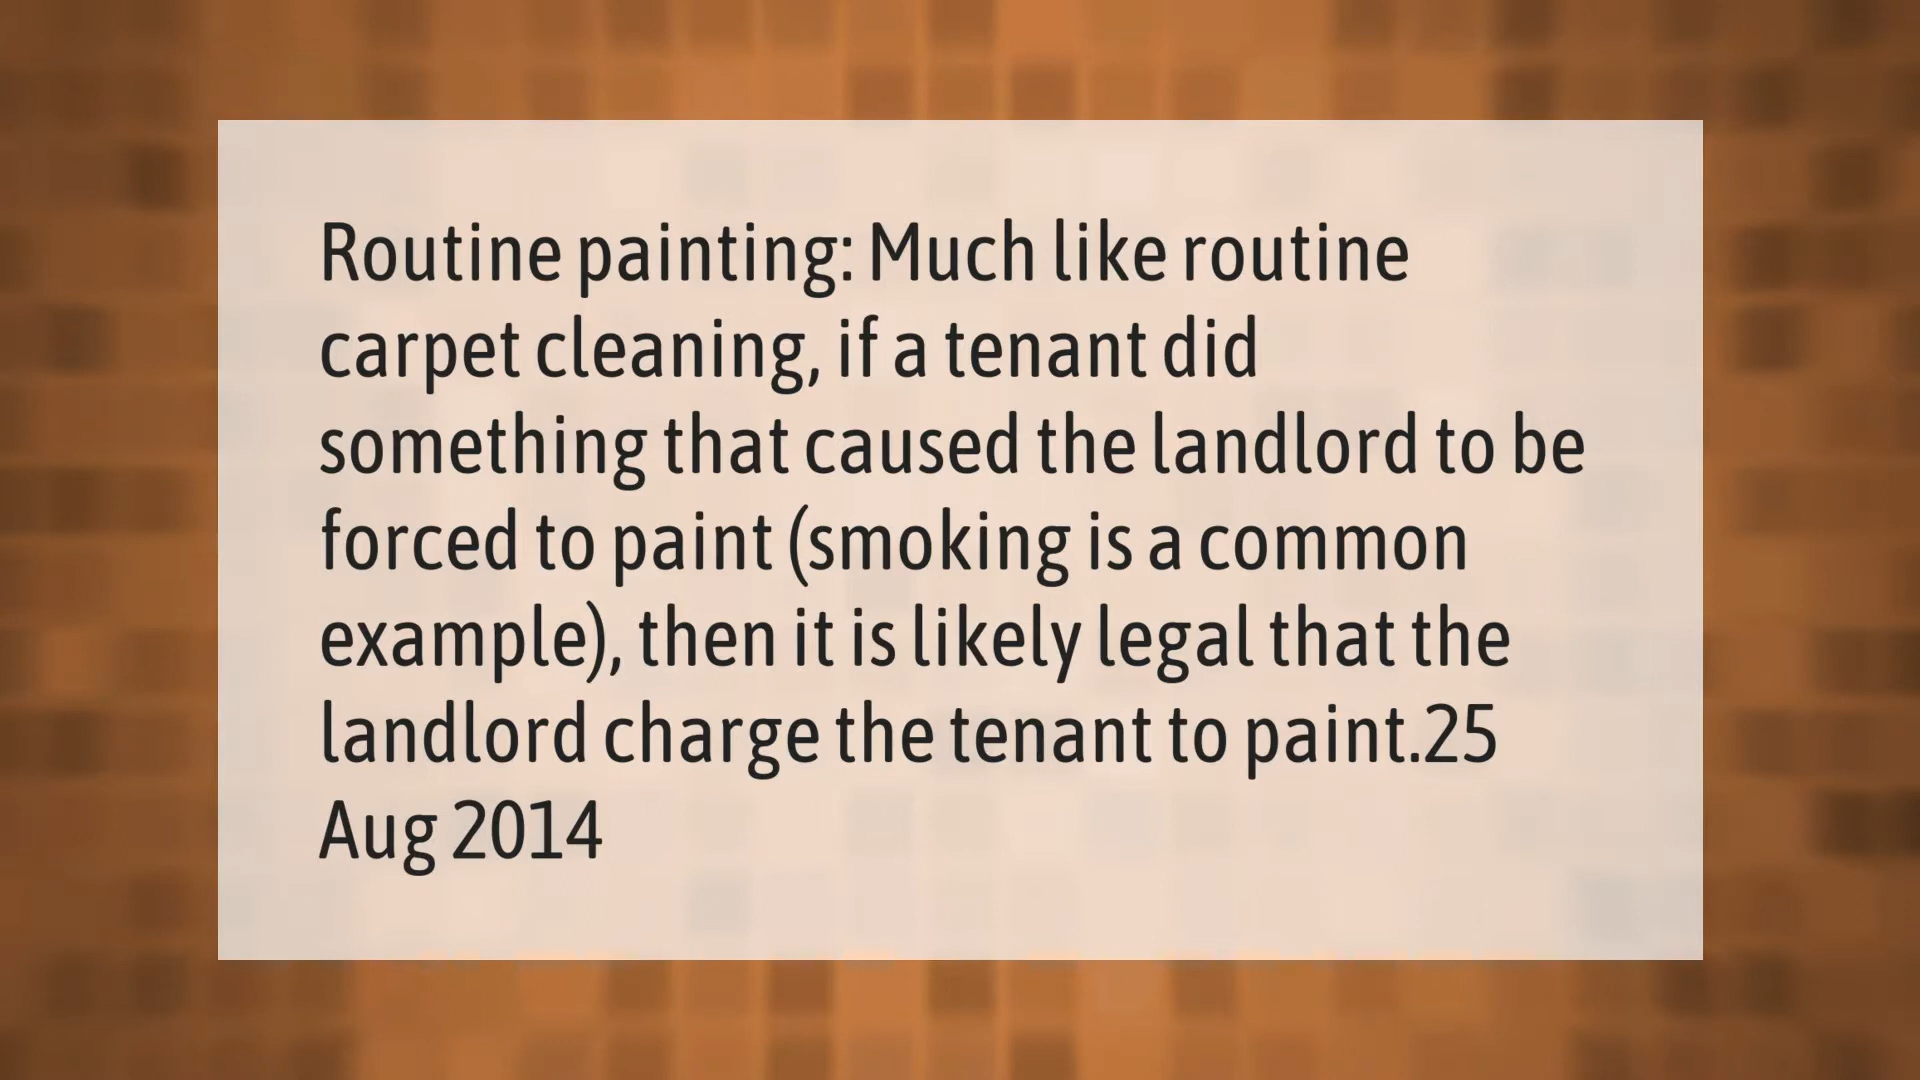 Routine painting: Much like routine
carpet cleaning, if a tenant did
something that caused the landlord to be
forced to paint (smoking is a common
example), then it is likely legal that the
landlord charge the tenant to paint.25
Aug 2014